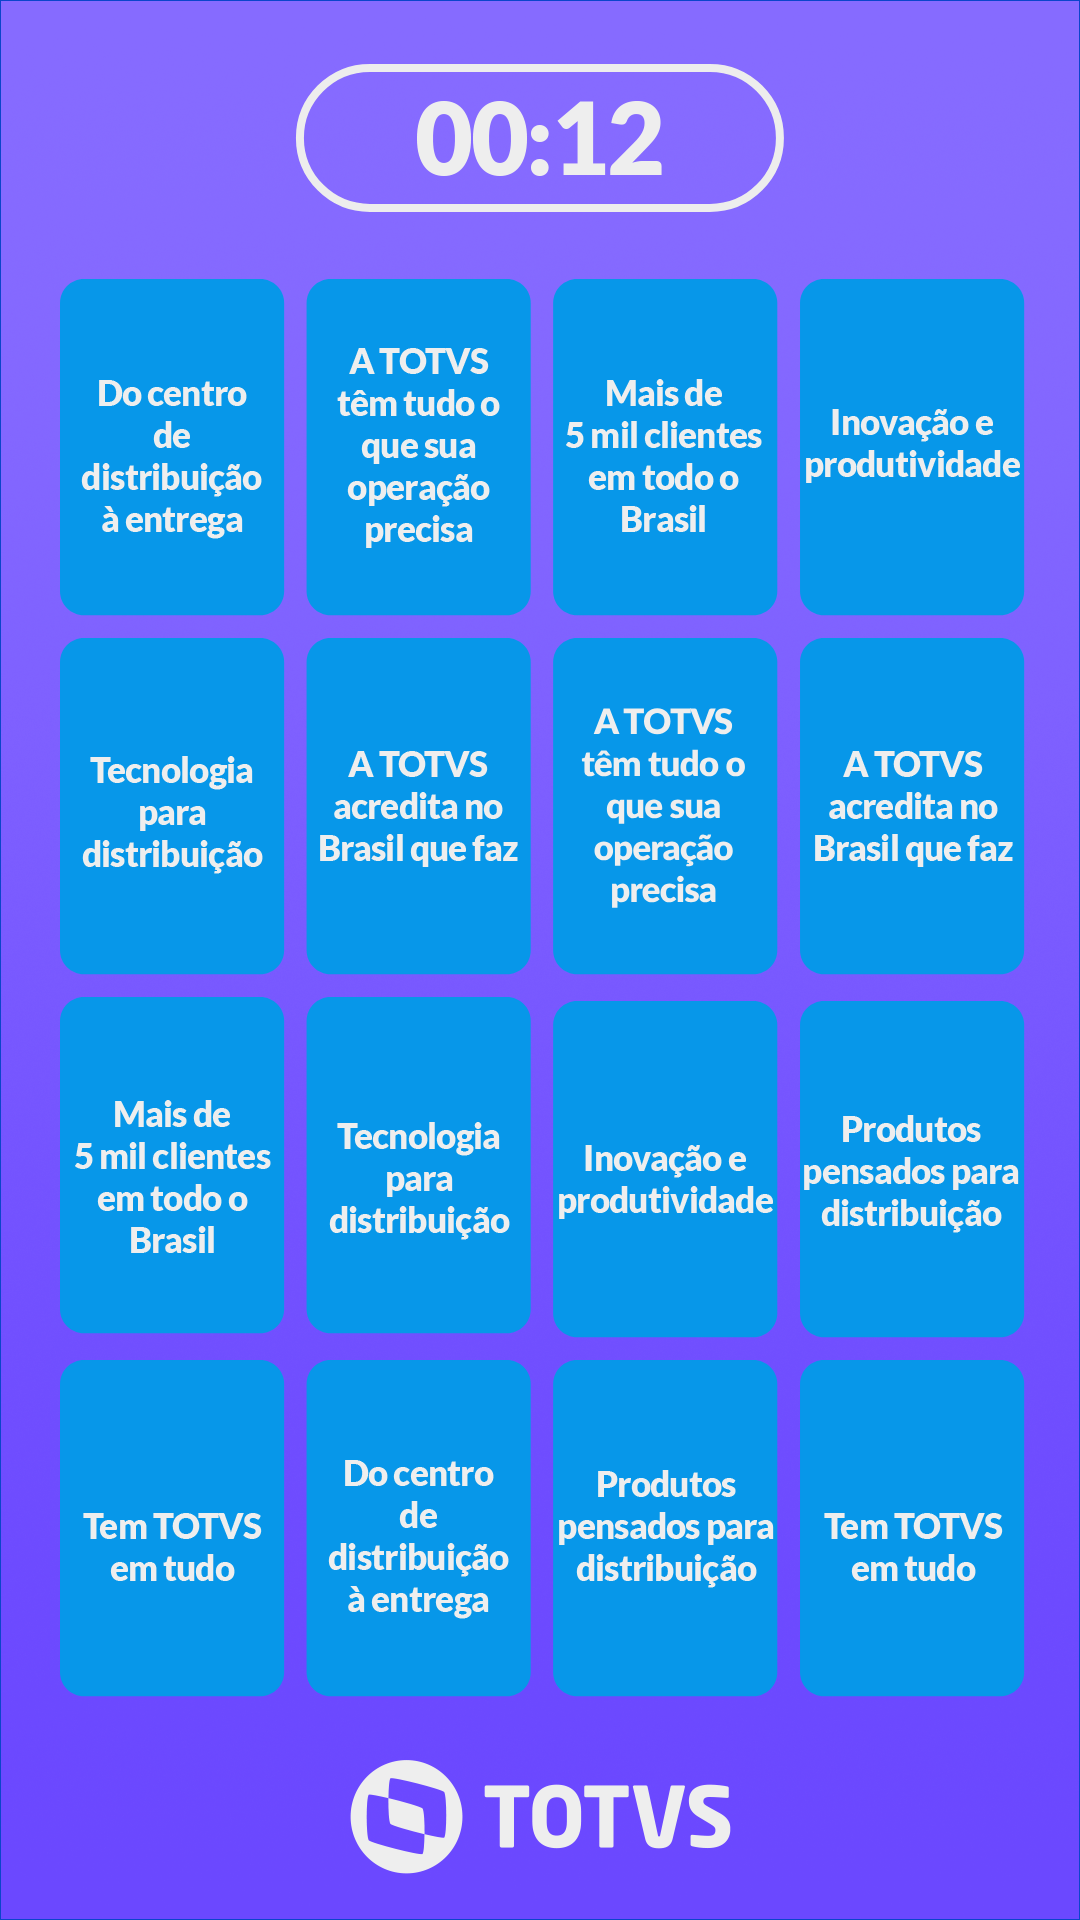 00:12
Do centro
de
distribuição
à entrega
A TOTVS
têm tudo o
que sua
operação
precisa
Mais de
5 mil clientes
em todo o
Brasil
Inovação e
produtividade
Tecnologia
para
distribuição
A TOTVS
acredita no
Brasil que faz
A TOTVS
têm tudo o
que sua
operação
precisa
A TOTVS
acredita no
Brasil que faz
Mais de
5 mil clientes
em todo o
Brasil
Tecnologia
para
distribuição
Inovação e
produtividade
Produtos
pensados para
distribuição
Tem TOTVS
em tudo
Do centro
de
distribuição
à entrega
Produtos
pensados para
distribuição
Tem TOTVS
em tudo
TOTVS